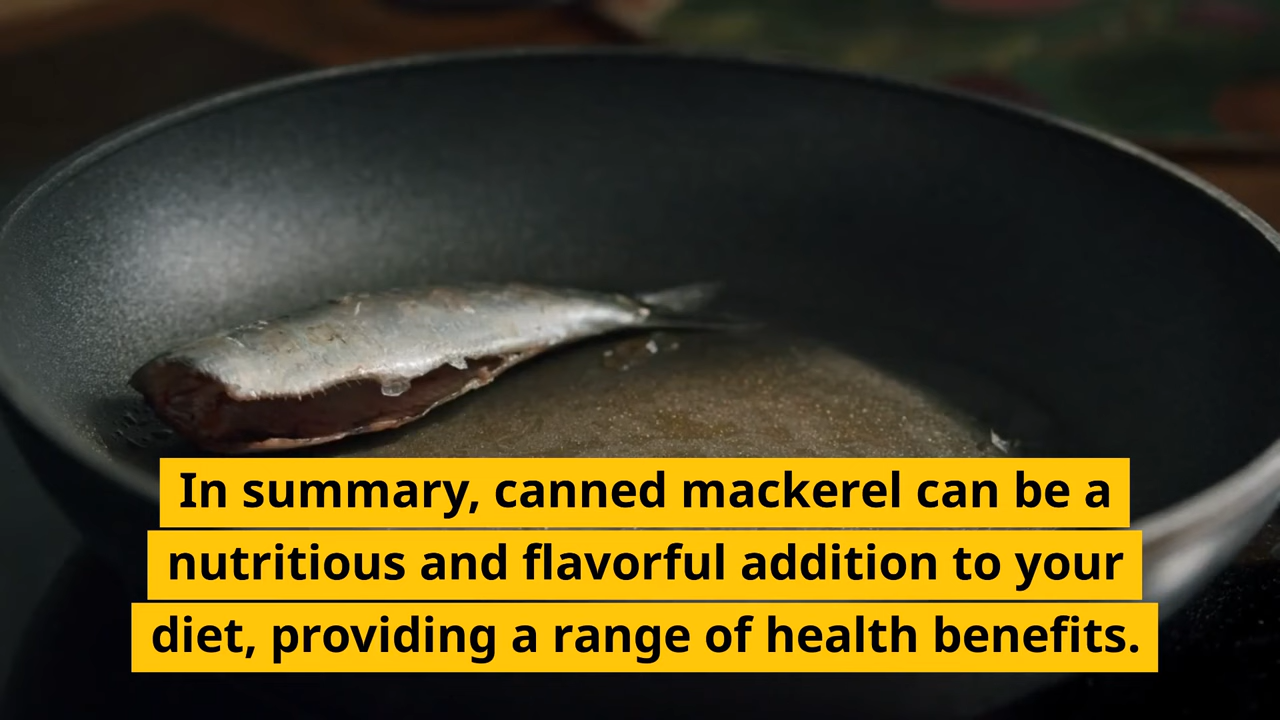 In summary, canned mackerel can be a
nutritious and flavorful addition to your
diet, providing a range of health benefits.